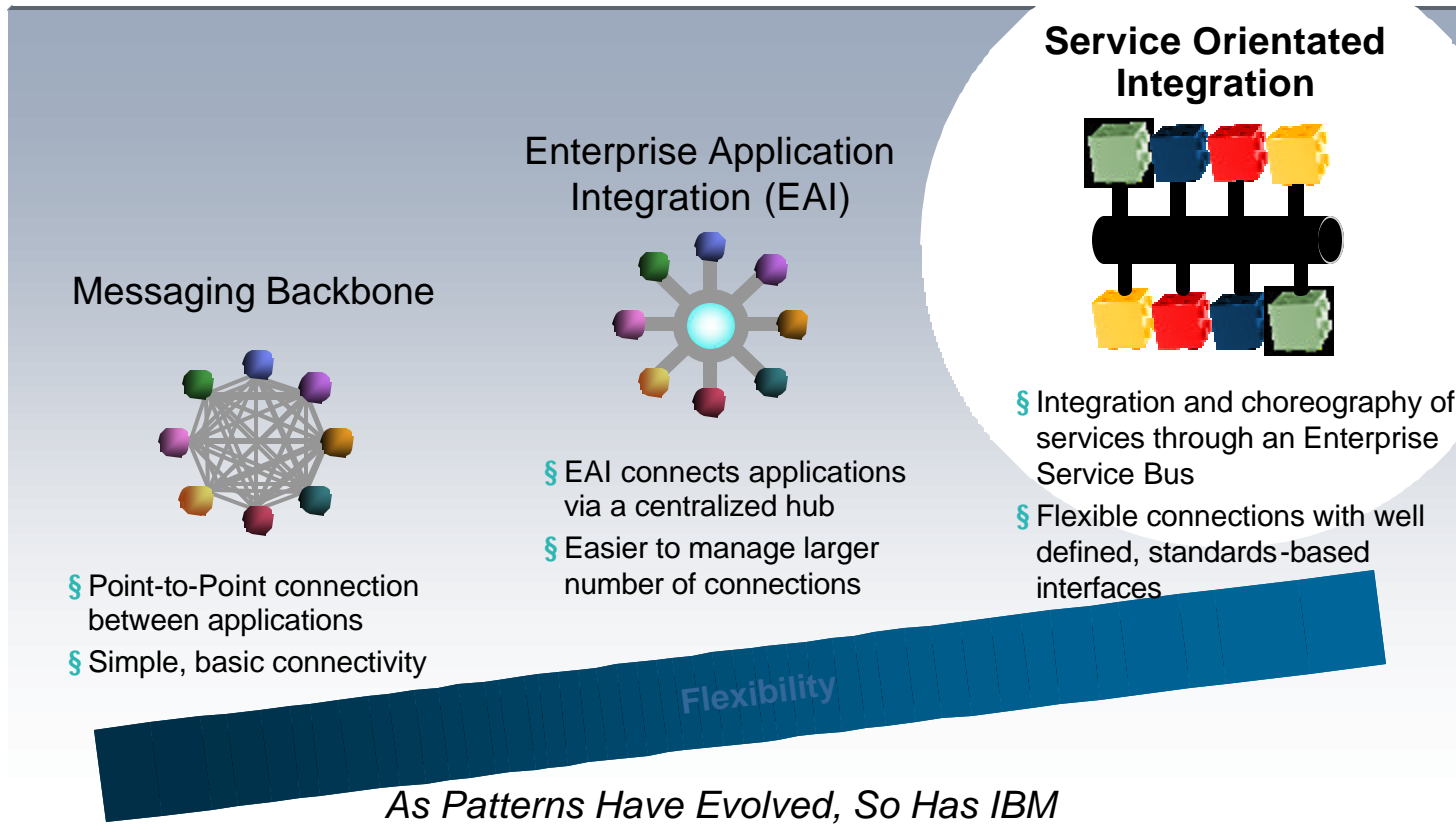 Service Orientated
Integration
Enterprise Application
Integration (EAI)
Messaging Backbone
§ Point-to-Point connection
between applications
§ Simple, basic connectivity
§ EAI connects applications
via a centralized hub
§ Easier to manage larger
number of connections
§ Integration and choreography of
services through an Enterprise
Service Bus
§ Flexible connections with well
defined, standards-based
interfaces
Flexibility
As Patterns Have Evolved, So Has IBM